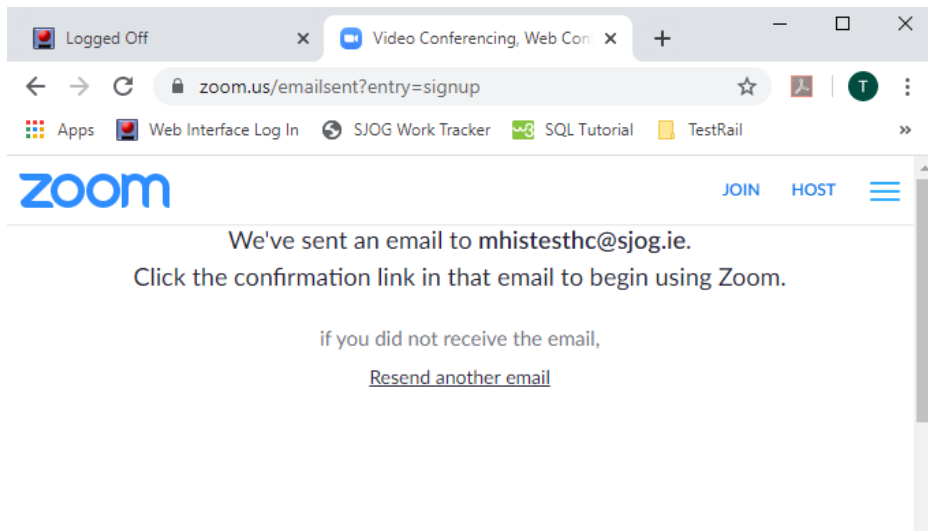 Logged Off
Video Conferencing, Web Con
zoom.us/emailsent?entry=signup
T
Apps Web Interface Log In SJOG Work Tracker SQL Tutorial TestRail »
zoom JOIN HOST
We've sent an email to mhistesthc@sjog.ie.
Click the confirmation link in that email to begin using Zoom.
if you did not receive the email,
Resend another email